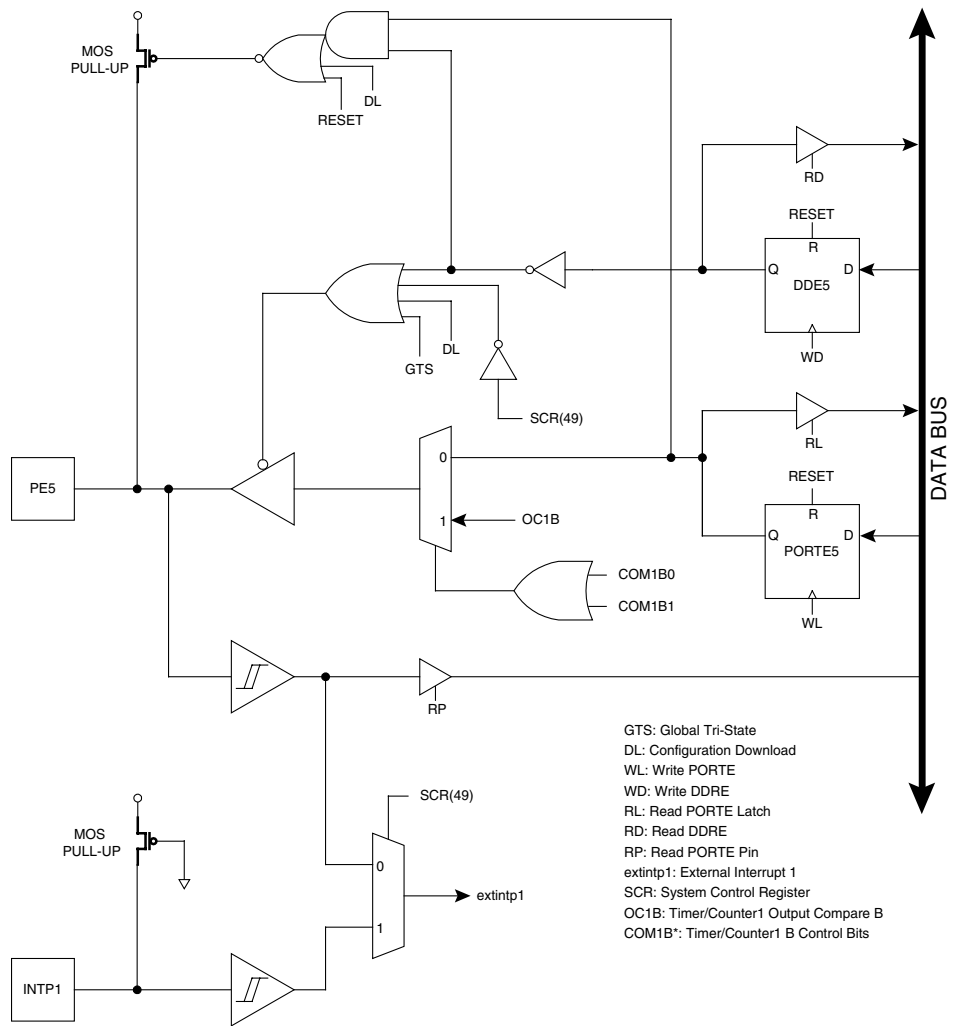 MOS
PULL-UP
DL
RESET
RD
RESET
R
Q
D
DDE5
WD
DL
GTS
SCR(49)
RL
DATA BUS
0
PE5
RESET
R
1
OC1B
Q
D
PORTE5
COM1B0
COM1B1
WL
RP
GTS: Global Tri-State
DL: Configuration Download
WL: Write PORTE
WD: Write DDRE
RL: Read PORTE Latch
RD: Read DDRE
RP: Read PORTE Pin
extintp1: External Interrupt 1
SCR: System Control Register
OC1B: Timer/Counter1 Output Compare B
COM1B*: Timer/Counter1 B Control Bits
SCR(49)
MOS
PULL-UP
0
extintp1
1
INTP1